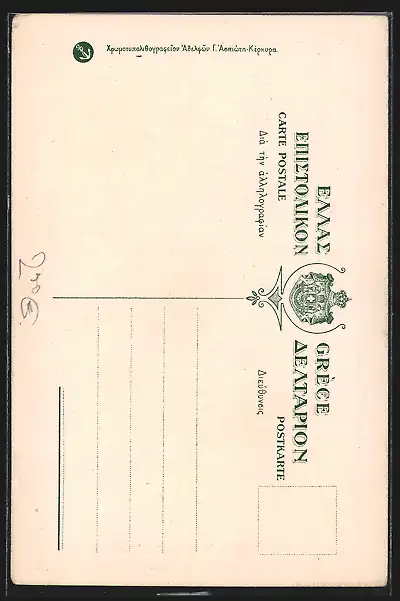 ΕΛΛΑΣ GRÈCE
ΕΠΙΣΤΟΛΙΚΟΝ ΔΕΛΤΑΡΙΟΝ
CARTE POSTALE POSTKARTE
Διὰ τὴν ἀλληλογραφίαν Διεύθυνσις
Χρωμοτυπολιθογραφεῖον Ἀδελφῶν Γ. Ἀσπιώτη-Κέρκυρα.